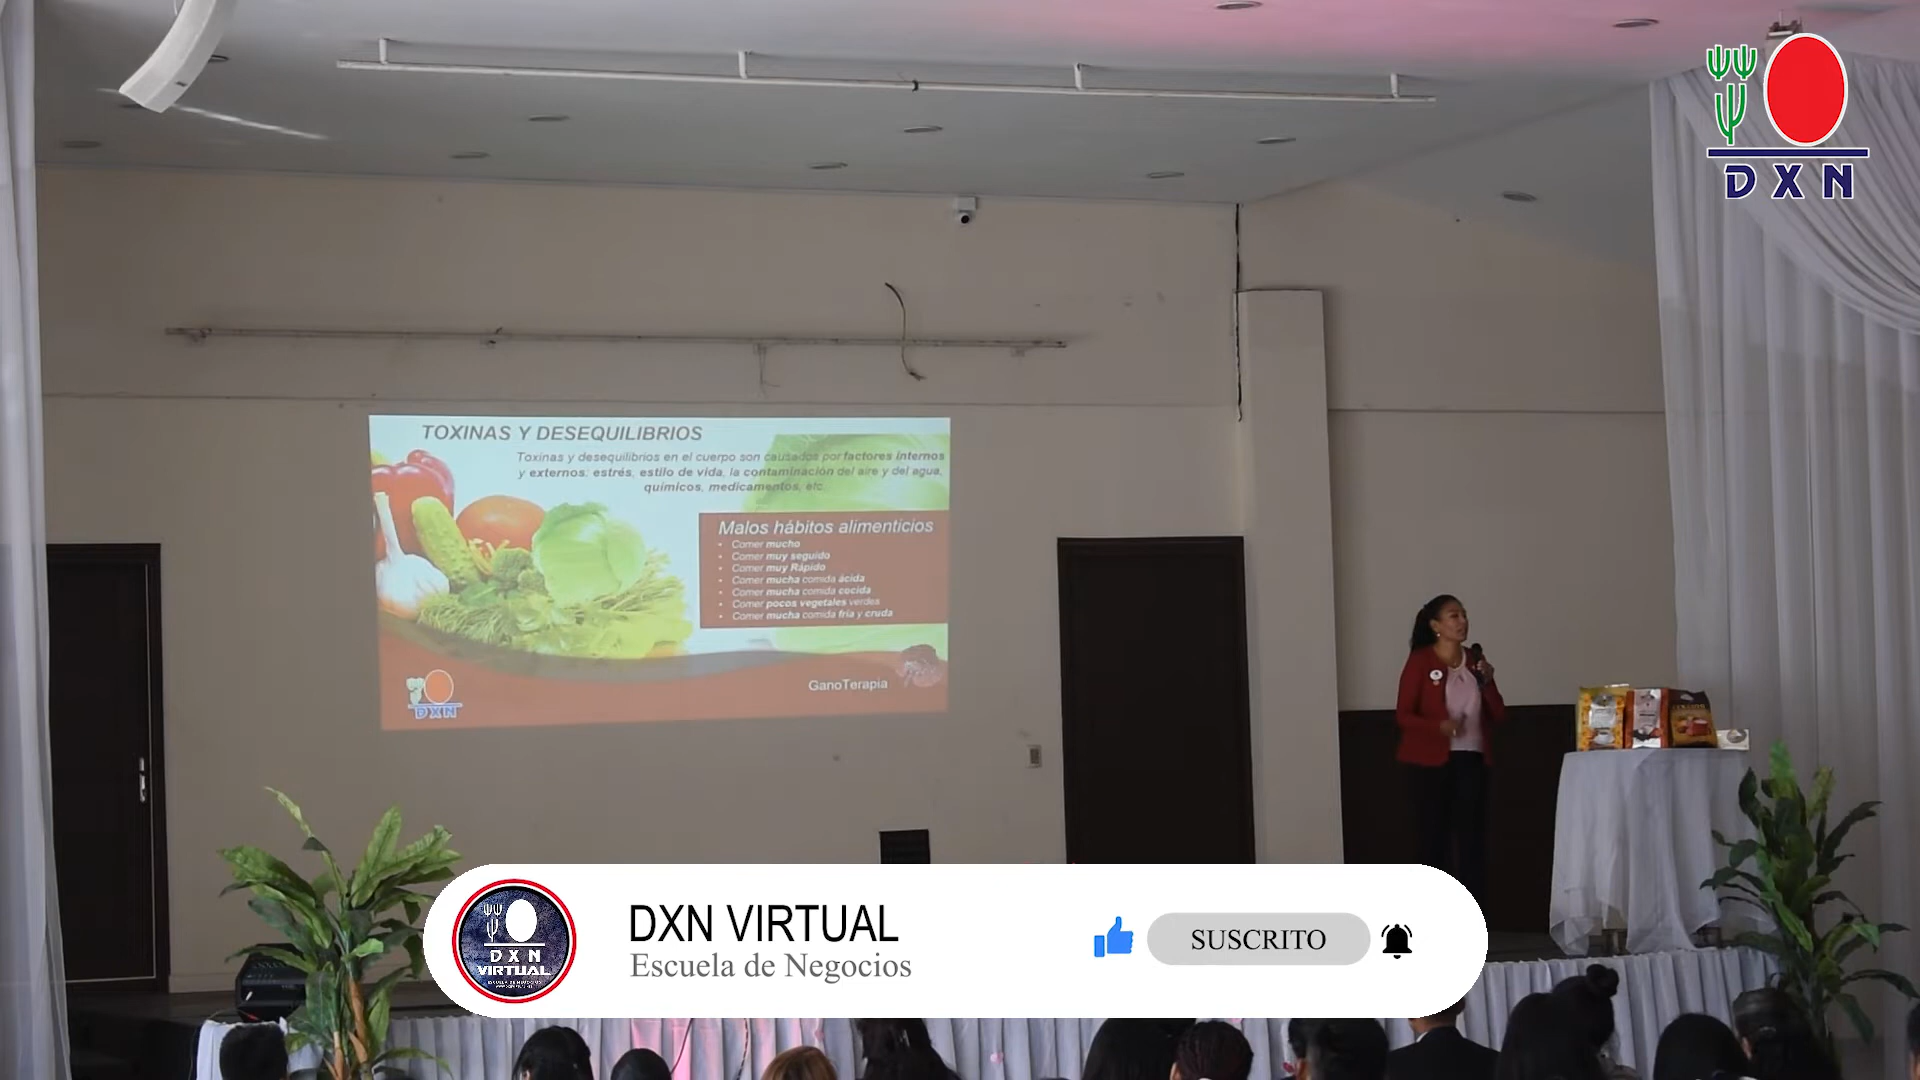 DXN
TOXINAS Y DESEQUILIBRIOS
Toxinas y desequilibrios en el cuerpo son causados por factores internos
y externos: estrés, estilo de vida, la contaminación del aire y del agua,
químicos, medicamentos, etc.
Malos hábitos alimenticios
• Comer mucho
• Comer muy seguido
• Comer muy Rápido
• Comer mucha comida ácida
• Comer mucha comida cocida
• Comer pocos vegetales verdes
• Comer mucha comida fría y cruda
GanoTerapia
DXN
DXN
VIRTUAL
DXN VIRTUAL
Escuela de Negocios
SUSCRITO